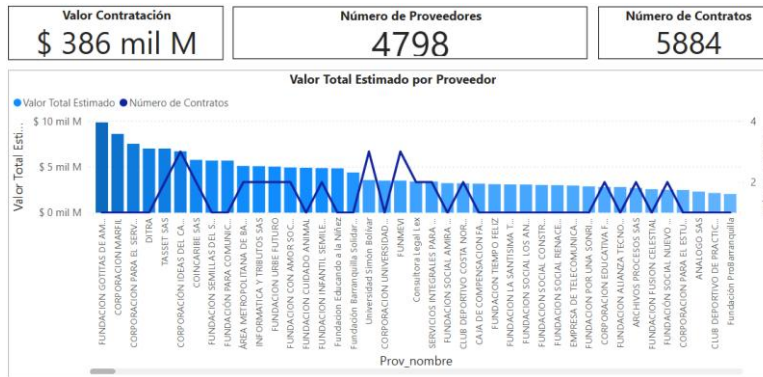 Valor Contratación
$ 386 mil M
Número de Proveedores
4798
Número de Contratos
5884
Valor Total Estimado por Proveedor
Valor Total Estimado Número de Contratos
Valor Total Esti...
$ 10 mil M
$ 5 mil M
$ 0 mil M
4
2
FUNDACION GOTITAS DE AM...
CORPORACION MARFIL
CORPORACION PARA EL SERV...
DITRA
TASSET SAS
CORPORACIÓN IDEAS DEL CA...
COINCARIBE SAS
FUNDACION SEMILLAS DEL S...
FUNDACIÓN PARA COMUNIC...
ÁREA METROPOLITANA DE BA...
INFORMATICA Y TRIBUTOS SAS
FUNDACION URBE FUTURO
FUNDACION CON AMOR SOC...
FUNDACION CUIDADO ANIMAL
FUNDACION INFANTIL SEMILE...
Fundacion Educando a la Niñez
Fundación Barranquilla Solidar...
Universidad Simón Bolívar
CORPORACION UNIVERSIDAD...
FUNMEVI
Consultora Legal Lex
SERVICIOS INTEGRALES PARA ...
FUNDACION SOCIAL AMIRA ...
CLUB DEPORTIVO COSTA NOR...
CAJA DE COMPENSACION FA...
FUNDACION TIEMPO FELIZ
FUNDACION LA SANTISIMA T...
FUNDACION SOCIAL LOS AN...
FUNDACION SOCIAL CONSTR...
FUNDACION SOCIAL RENACE...
EMPRESA DE TELECOMUNICA...
FUNDACION POR UNA SONRI...
CORPORACION EDUCATIVA F...
FUNDACION ALIANZA TECNO...
ARCHIVOS PROCESOS SAS
FUNDACION FUSION CELESTIAL
FUNDACIÓN SOCIAL NUEVO ...
CORPORACION PARA EL ESTU...
ANALOGO SAS
CLUB DEPORTIVO DE PRACTIC...
Fundación ProBarranquilla
Prov_nombre